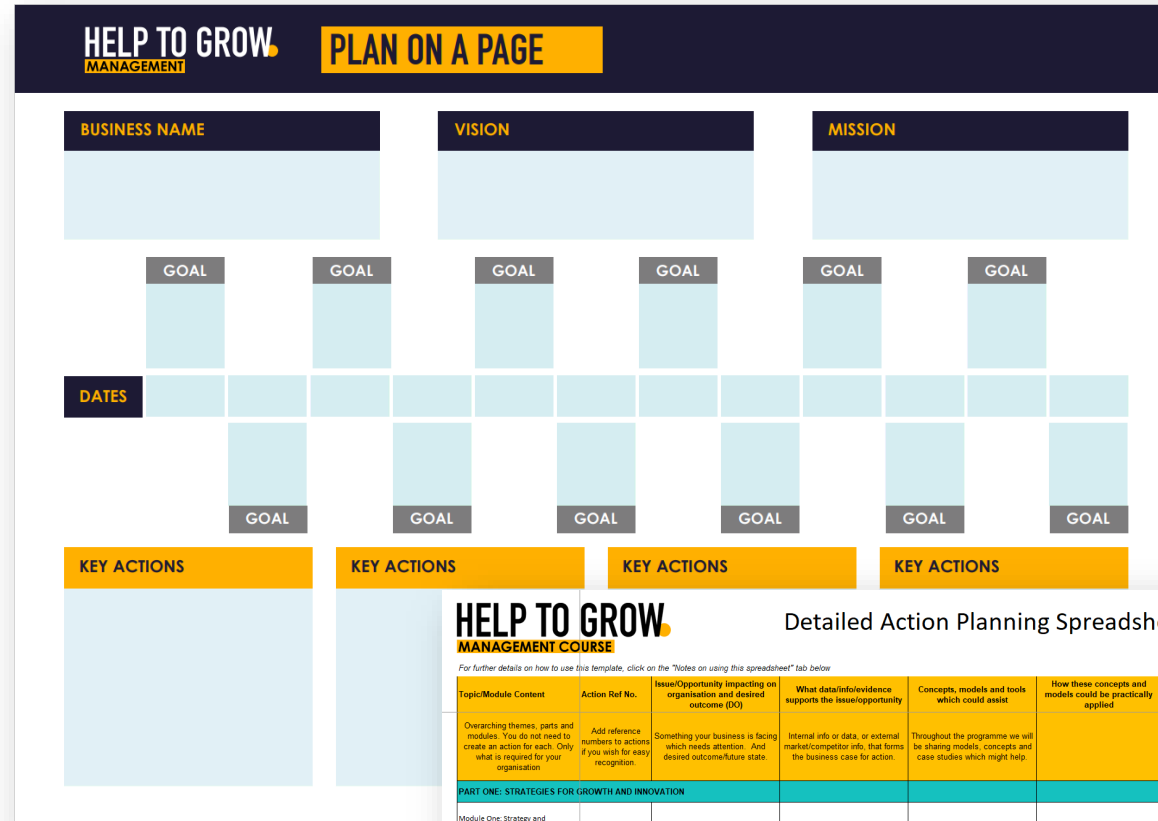 HELP TO GROW
MANAGEMENT
PLAN ON A PAGE
BUSINESS NAME
VISION
MISSION
GOAL
GOAL
GOAL
GOAL
GOAL
GOAL
DATES
GOAL
GOAL
GOAL
GOAL
GOAL
GOAL
KEY ACTIONS
KEY ACTIONS
KEY ACTIONS
KEY ACTIONS
HELP TO GROW
MANAGEMENT COURSE
Detailed Action Planning Spreadshe
For further details on how to use this template, click on the "Notes on using this spreadsheet" tab below
Topic/Module Content
Action Ref No.
Issue/Opportunity impacting on
organisation and desired
outcome (DO)
What data/info/evidence
supports the issue/opportunity
Concepts, models and tools
which could assist
How these concepts and
models could be practically
applied
Overarching themes, parts and
modules. You do not need to
create an action for each. Only
what is required for your
organisation
Add reference
numbers to actions
if you wish for easy
recognition.
Something your business is facing
which needs attention. And
desired outcome/future state.
Internal info or data, or external
market/competitor info, that forms
the business case for action.
Throughout the programme we will
be sharing models, concepts and
case studies which might help.
PART ONE: STRATEGIES FOR GROWTH AND INNOVATION
Module One: Strategy and